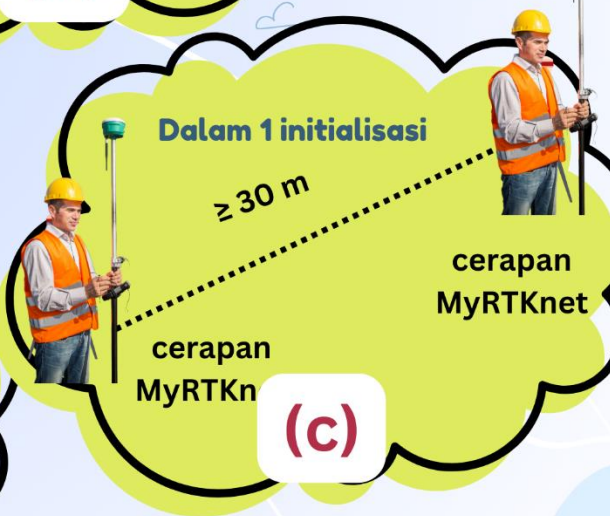 Dalam 1 initialisasi
≥ 30 m
cerapan
MyRTKnet
cerapan
MyRTKn
(c)